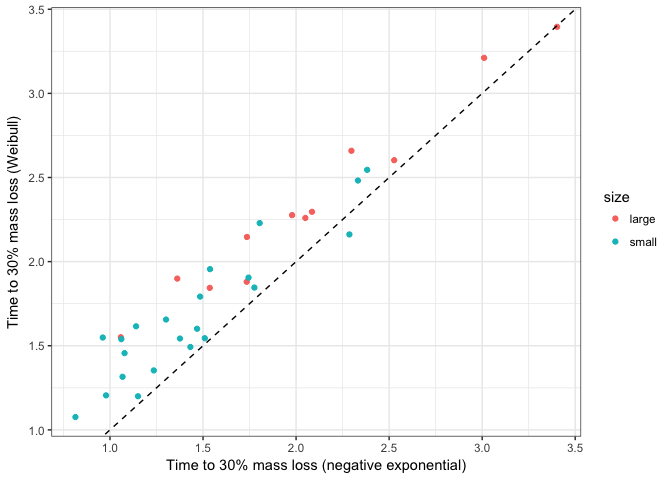 3.5
3.0
2.5
2.0
1.5
1.0
Time to 30% mass loss (Weibull)
1.0 1.5 2.0 2.5 3.0 3.5
Time to 30% mass loss (negative exponential)
size
large
small